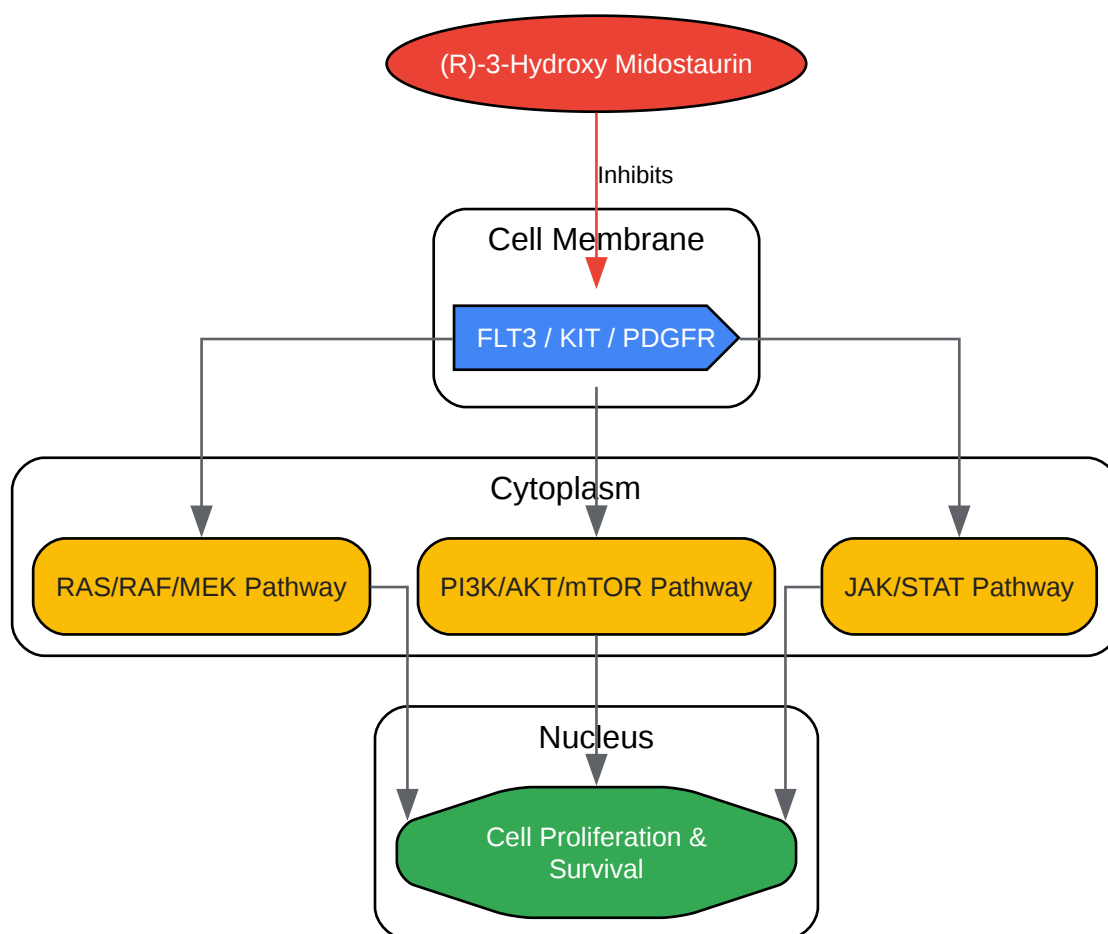 (R)-3-Hydroxy Midostaurin
Inhibits
Cell Membrane
FLT3 / KIT / PDGFR
Cytoplasm
RAS/RAF/MEK Pathway
PI3K/AKT/mTOR Pathway
JAK/STAT Pathway
Nucleus
Cell Proliferation &
Survival